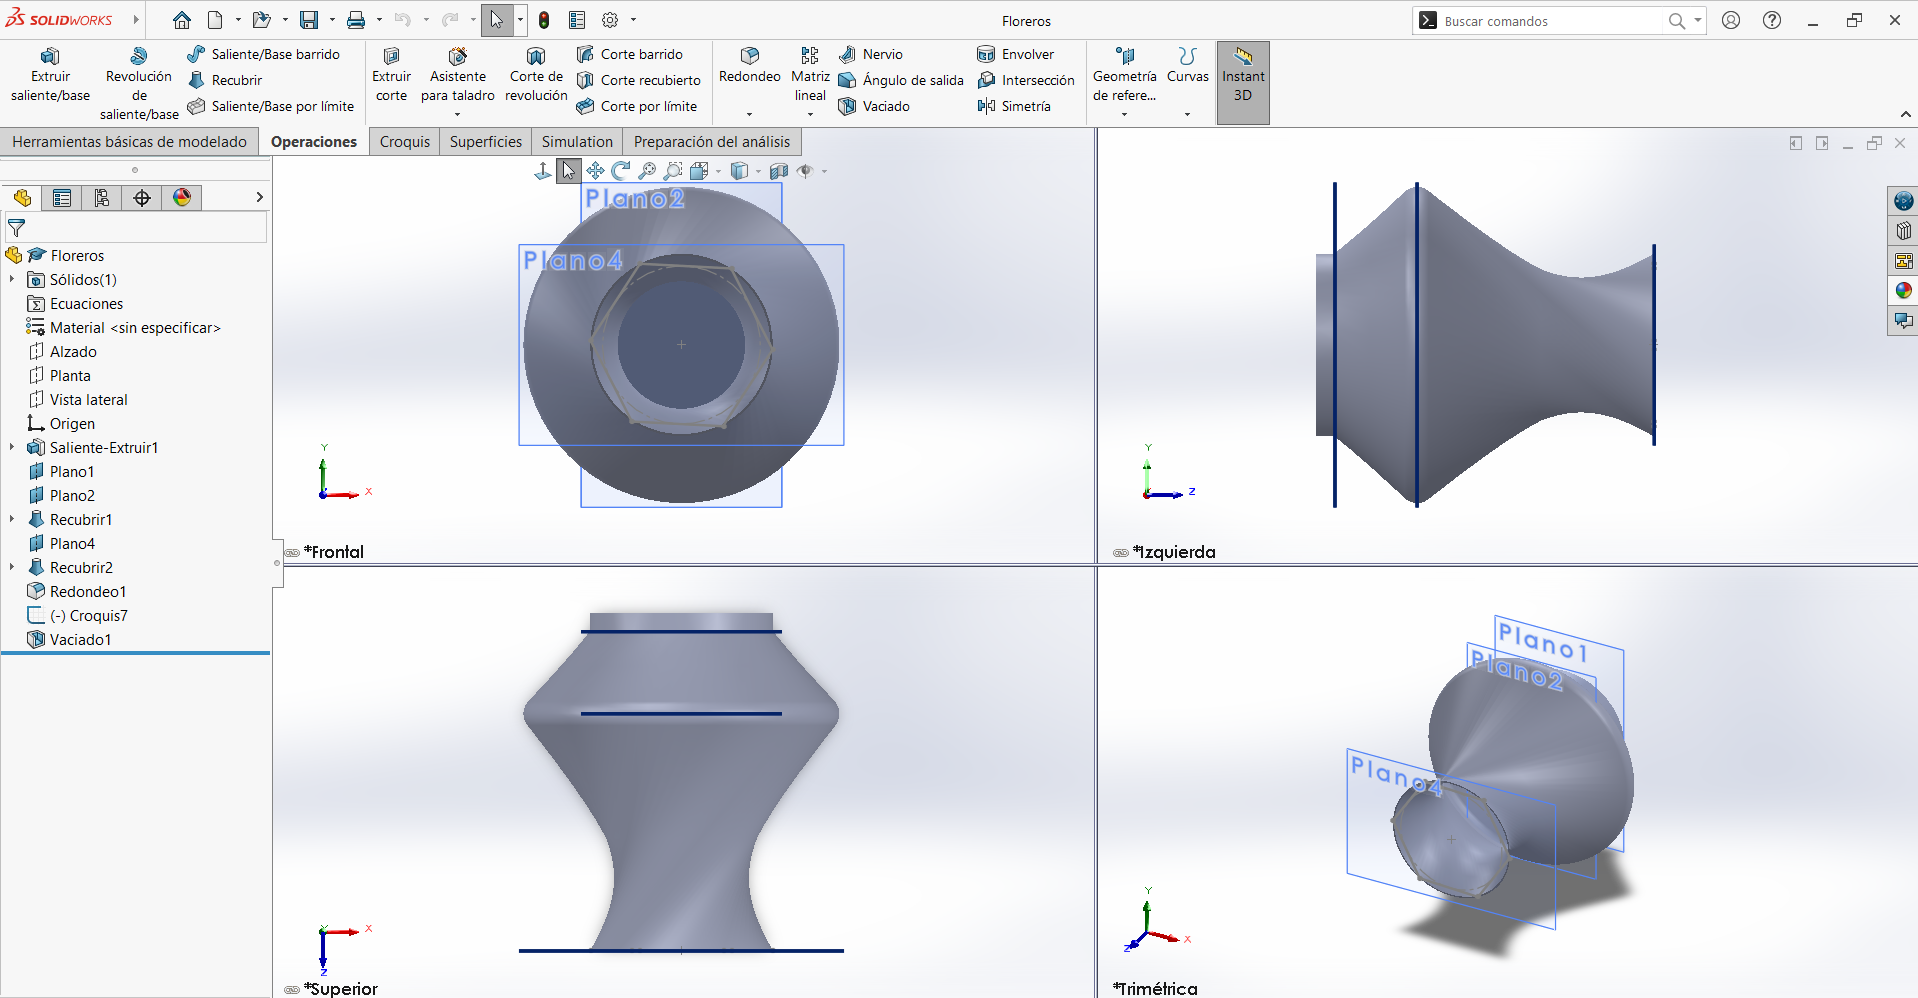 SOLIDWORKS
Floreros
Buscar comandos
Extruir saliente/base
Revolución de saliente/base
Saliente/Base barrido
Recubrir
Saliente/Base por límite
Extruir corte
Asistente para taladro
Corte de revolución
Corte barrido
Corte recubierto
Corte por límite
Redondeo
Matriz lineal
Nervio
Ángulo de salida
Vaciado
Envolver
Intersección
Simetría
Geometría de refere...
Curvas
Instant 3D
Herramientas básicas de modelado
Operaciones
Croquis
Superficies
Simulation
Preparación del análisis
Floreros
Sólidos(1)
Ecuaciones
Material <sin especificar>
Alzado
Planta
Vista lateral
Origen
Saliente-Extruir1
Plano1
Plano2
Recubrir1
Plano4
Recubrir2
Redondeo1
(-) Croquis7
Vaciado1
Plano2
Plano4
Y
X
*Frontal
Y
Z
*Izquierda
Y
X
Z
*Superior
Plano1
Plano2
Plano4
Y
X
Z
*Trimétrica